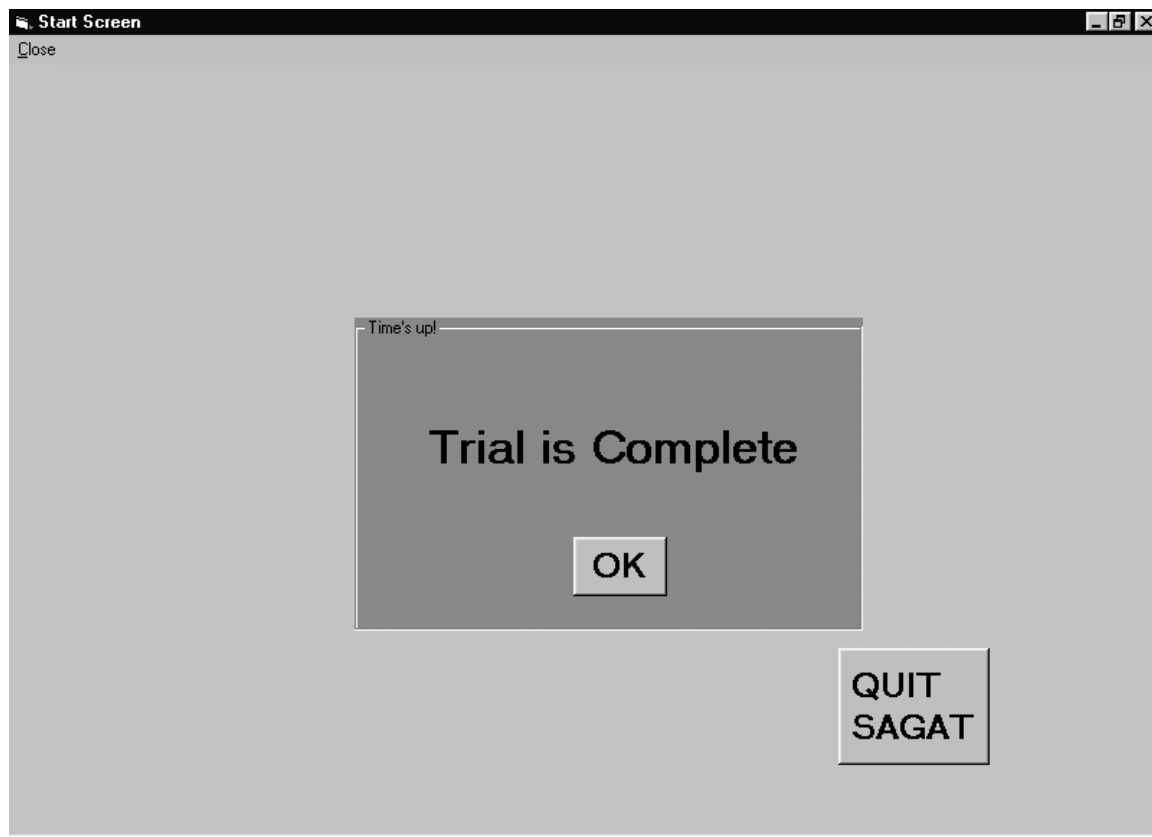 Start Screen
Close
Time's up!
Trial is Complete
OK
QUIT
SAGAT